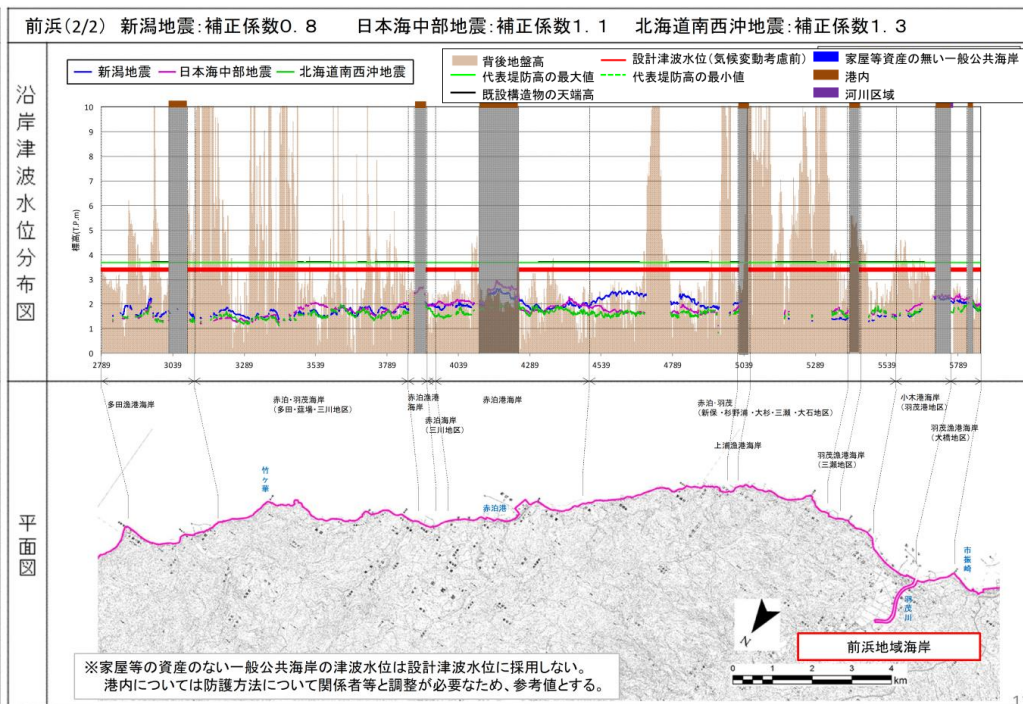 前浜(2/2) 新潟地震:補正係数0.8 日本海中部地震:補正係数1.1 北海道南西沖地震:補正係数1.3
沿岸津波水位分布図
新潟地震 日本海中部地震 北海道南西沖地震
背後地盤高 設計津波水位(気候変動考慮前) 家屋等資産の無い一般公共海岸
代表堤防高の最大値 代表堤防高の最小値 港内
既設構造物の天端高 河川区域
標高(T.P.m)
10
9
8
7
6
5
4
3
2
1
0
2789 3039 3289 3539 3789 4039 4289 4539 4789 5039 5289 5539 5789
多田漁港海岸
赤泊・羽茂海岸
(多田・莚場・三川地区)
赤泊漁港
海岸
赤泊海岸
(三川地区)
赤泊港海岸
赤泊・羽茂
(新保・杉野浦・大杉・三瀬・大石地区)
上浦漁港海岸
羽茂漁港海岸
(三瀬地区)
小木港海岸
(羽茂港地区)
羽茂漁港海岸
(犬橋地区)
平面図
竹ヶ華
赤泊港
市振崎
羽茂川
N
前浜地域海岸
0 1 2 3 4
km
※家屋等の資産のない一般公共海岸の津波水位は設計津波水位に採用しない。
港内については防護方法について関係者等と調整が必要なため、参考値とする。